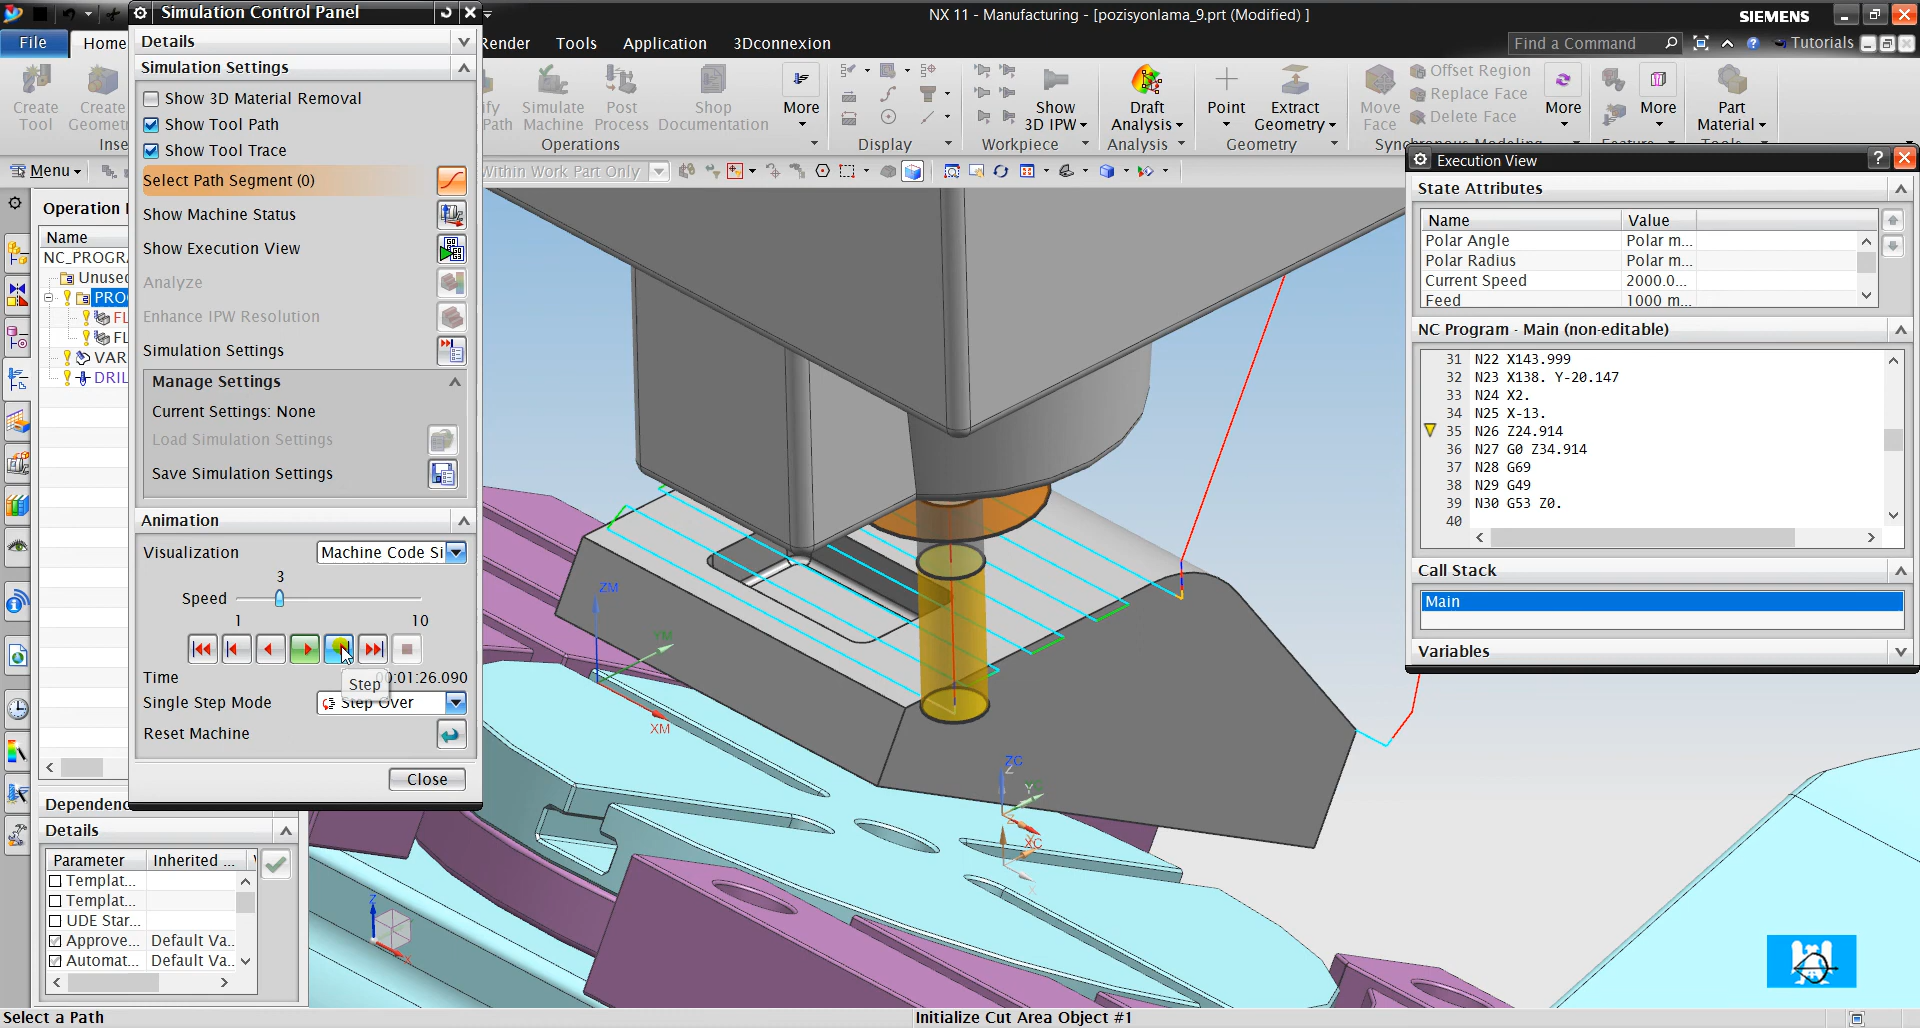 Simulation Control Panel
NX 11 - Manufacturing - [pozisyonlama_9.prt (Modified) ]
SIEMENS
File
Home
Render
Tools
Application
3Dconnexion
Find a Command
Tutorials
Details
Simulation Settings
Show 3D Material Removal
Show Tool Path
Show Tool Trace
Select Path Segment (0)
Show Machine Status
Show Execution View
Analyze
Enhance IPW Resolution
Simulation Settings
Manage Settings
Current Settings: None
Load Simulation Settings
Save Simulation Settings
Animation
Visualization
Machine Code Si
3
Speed
1
10
Time
00:01:26.090
Step
Single Step Mode
Step Over
Reset Machine
Close
Create Tool
Create
Simulate Machine
Post Process
Shop Documentation
More
Operations
Display
Show 3D IPW
Workpiece
Draft Analysis
Analysis
Point
Extract Geometry
Geometry
Move Face
Offset Region
Replace Face
Delete Face
More
More
Part Material
Menu
Within Work Part Only
Operation
Name
NC_PROGRA
Unused
PRO
FL
FL
VAR
DRIL
Dependenc
Details
Parameter
Inherited ...
Templat...
Templat...
UDE Star...
Approve...
Default Va..
Automat...
Default Va..
Execution View
State Attributes
Name
Value
Polar Angle
Polar m...
Polar Radius
Polar m...
Current Speed
2000.0...
Feed
1000 m...
NC Program - Main (non-editable)
31 N22 X143.999
32 N23 X138. Y-20.147
33 N24 X2.
34 N25 X-13.
35 N26 Z24.914
36 N27 G0 Z34.914
37 N28 G69
38 N29 G49
39 N30 G53 Z0.
40
Call Stack
Main
Variables
ZM
YM
XM
ZC
Z
Y
XC
X
Z
X
Select a Path
Initialize Cut Area Object #1